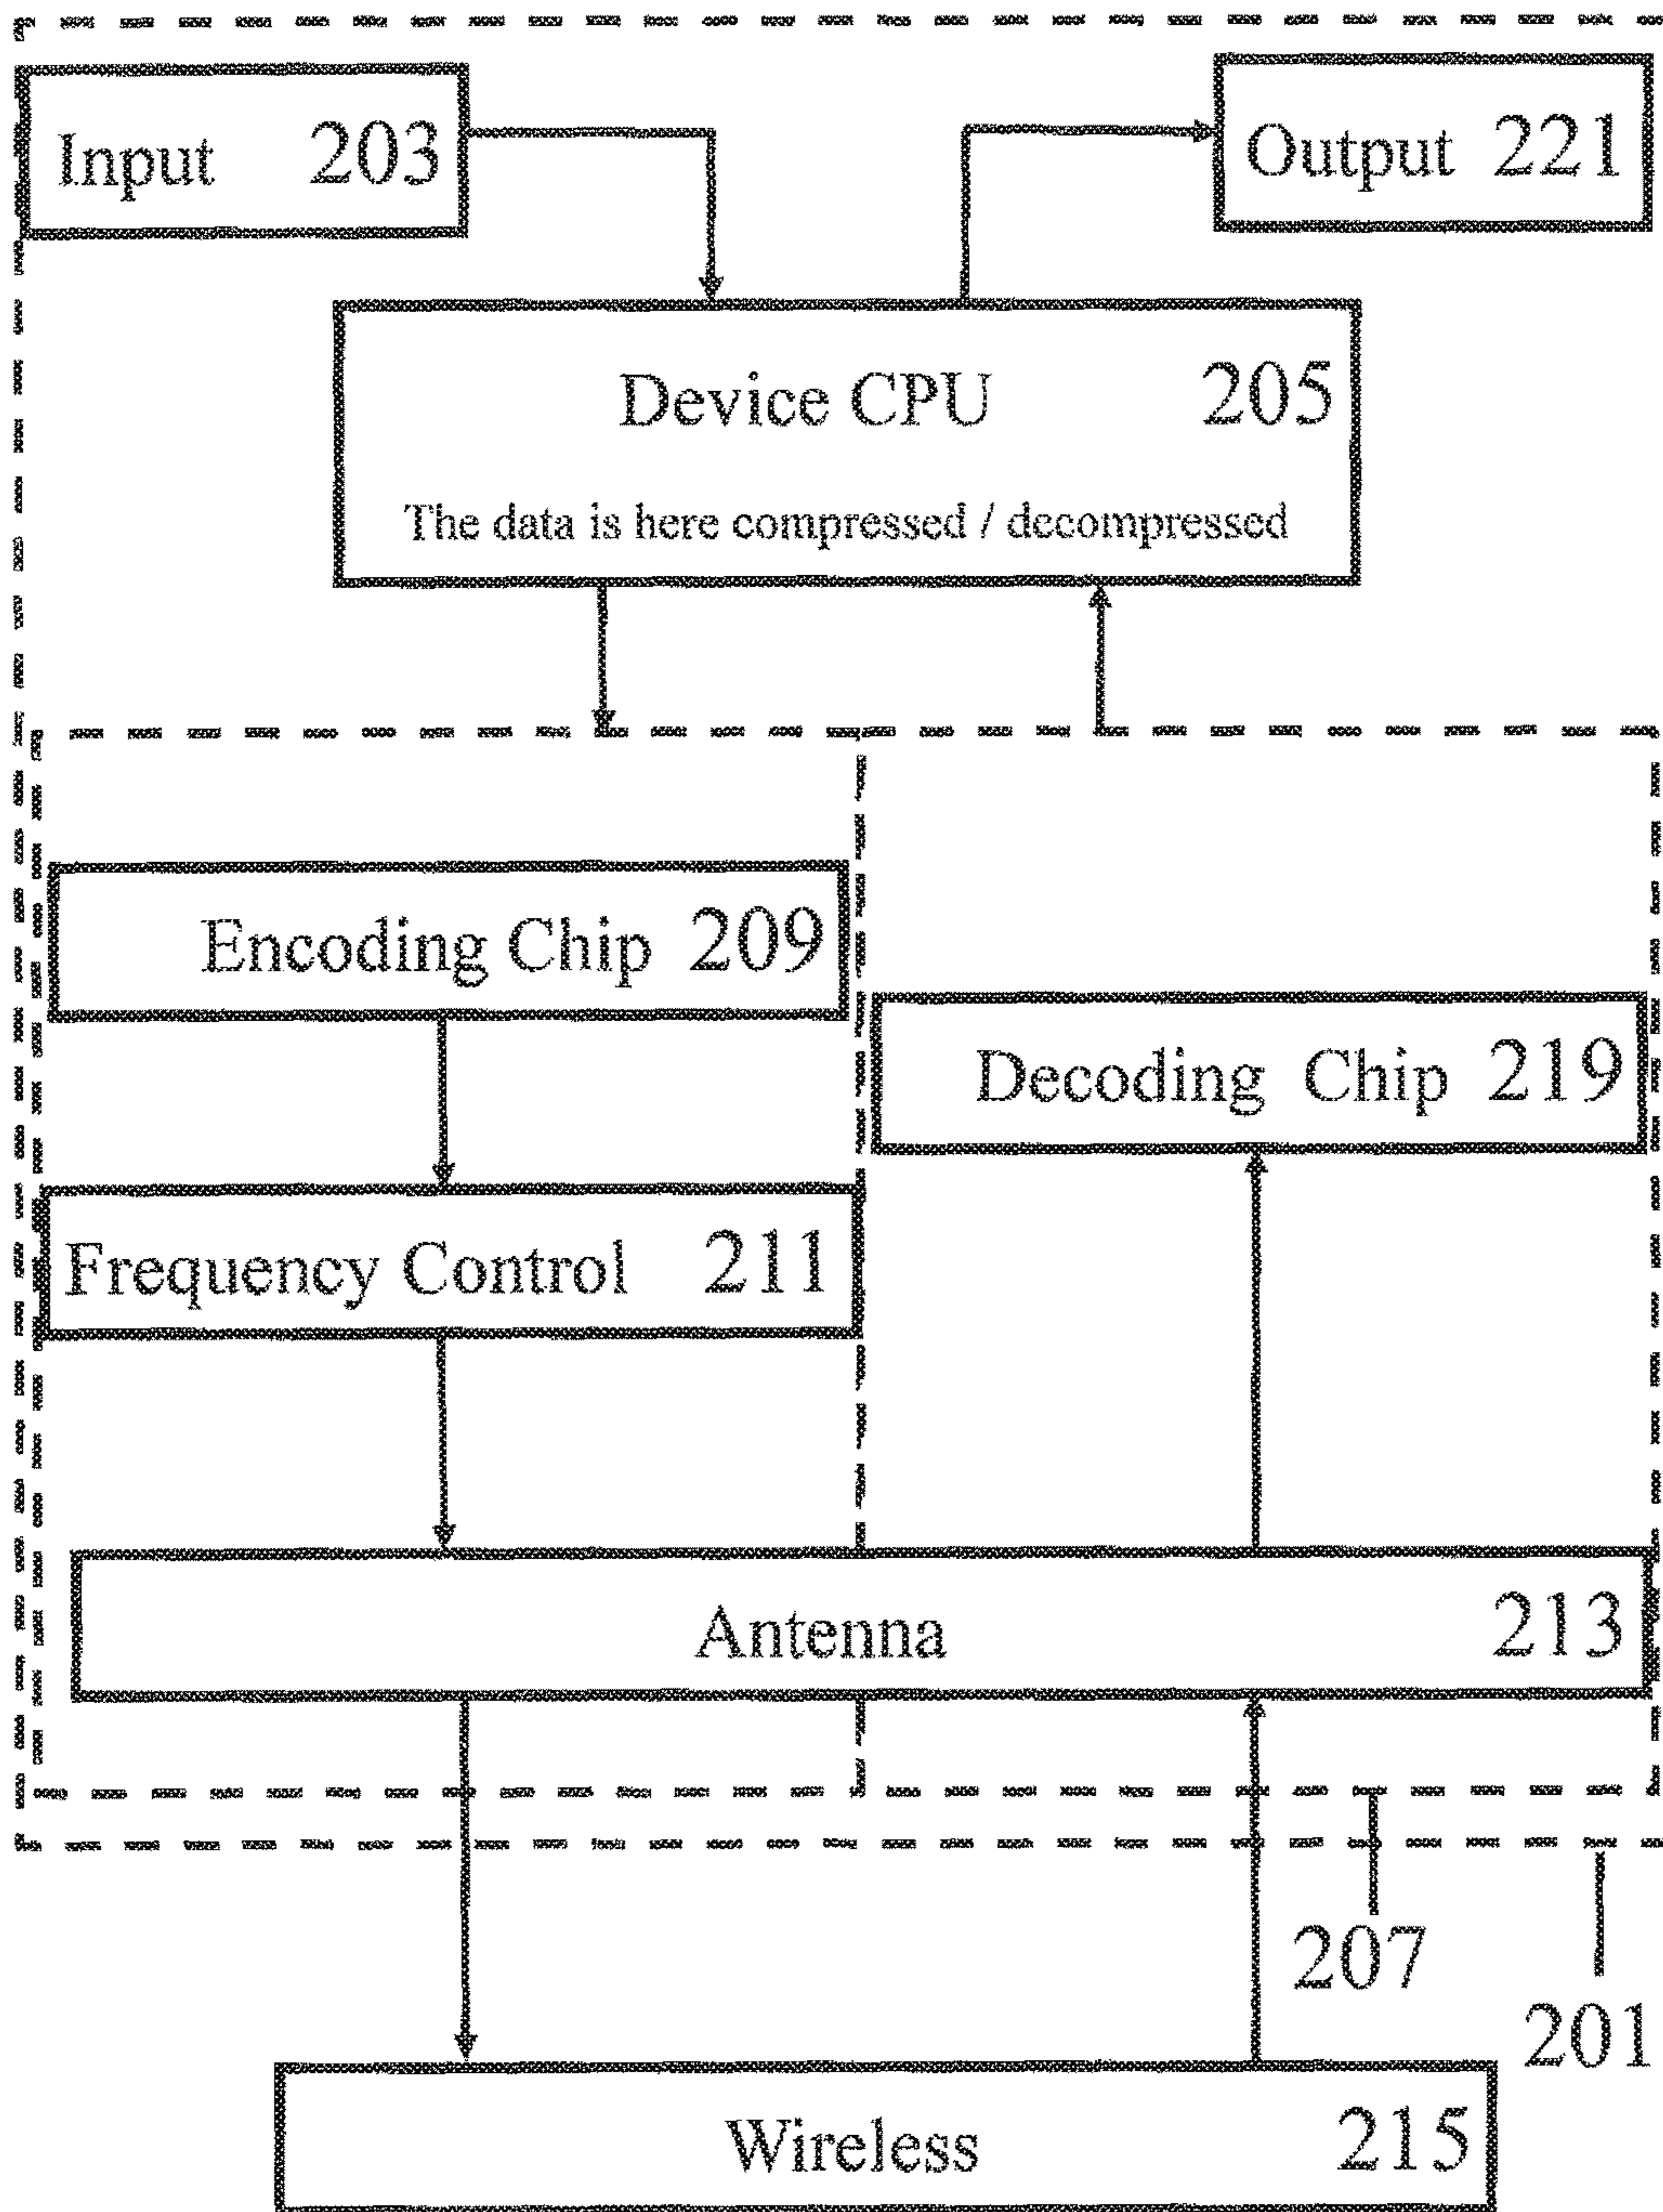 Input 203
Output 221
Device CPU 205
The data is here compressed / decompressed
Encoding Chip 209
Decoding Chip 219
Frequency Control 211
Antenna 213
207
201
Wireless 215